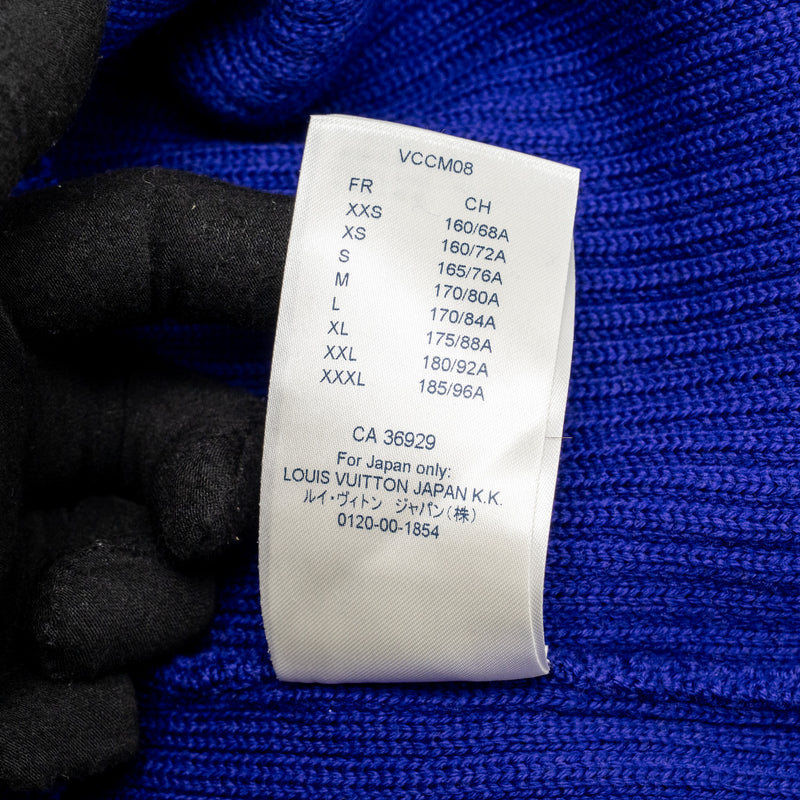 VCCM08
FR CH
XXS 160/68A
XS 160/72A
S 165/76A
M 170/80A
L 170/84A
XL 175/88A
XXL 180/92A
XXXL 185/96A
CA 36929
For Japan only:
LOUIS VUITTON JAPAN K.K.
ルイ・ヴィトン ジャパン(株)
0120-00-1854